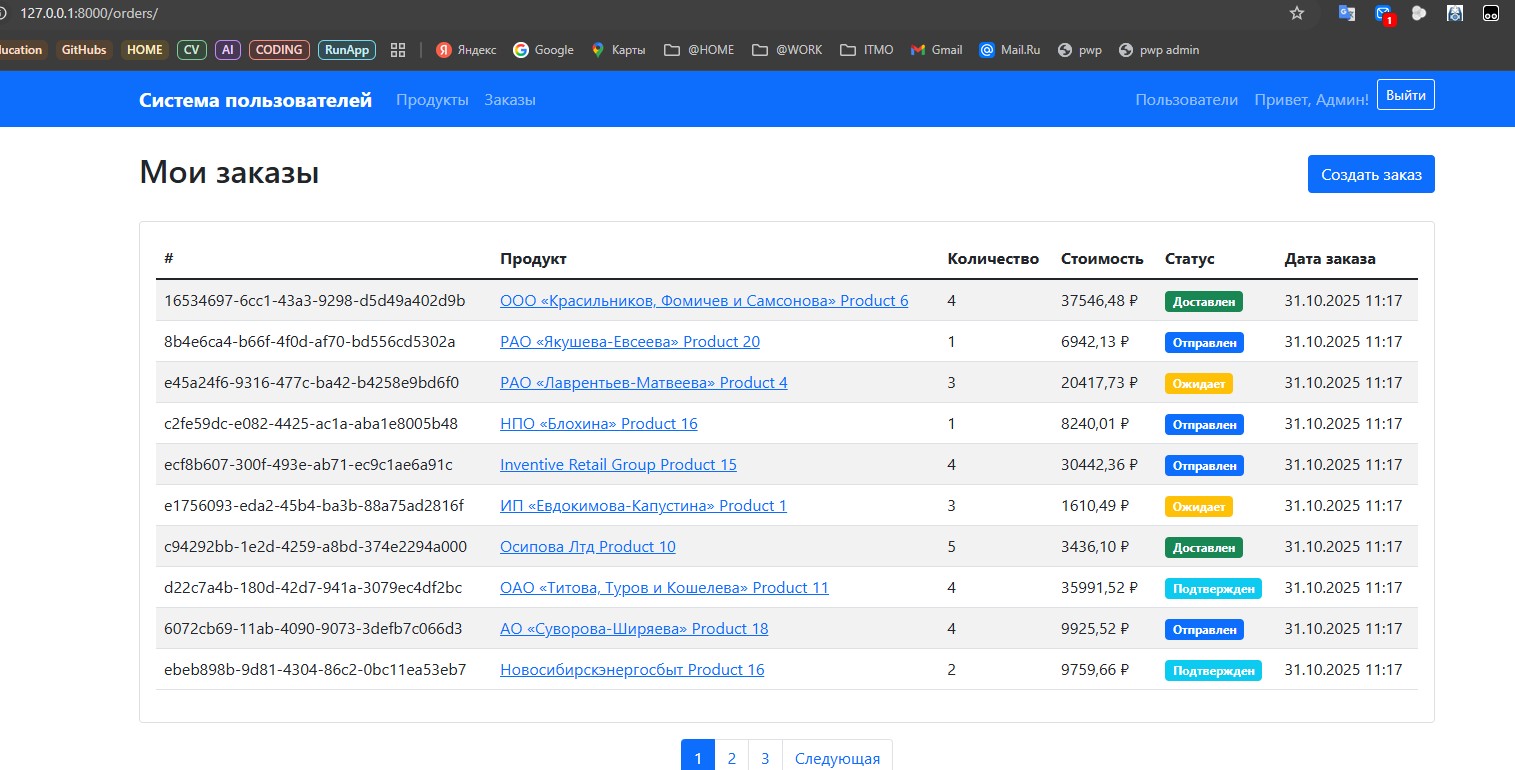 127.0.0.1:8000/orders/
1
ucation GitHubs HOME CV AI CODING RunApp Яндекс Google Карты @HOME @WORK ITMO Gmail Mail.Ru pwp pwp admin
Система пользователей Продукты Заказы Пользователи Привет, Админ! Выйти
Мои заказы Создать заказ
# Продукт Количество Стоимость Статус Дата заказа
16534697-6cc1-43a3-9298-d5d49a402d9b ООО «Красильников, Фомичев и Самсонова» Product 6 4 37546,48 ₽ Доставлен 31.10.2025 11:17
8b4e6ca4-b66f-4f0d-af70-bd556cd5302a РАО «Якушева-Евсеева» Product 20 1 6942,13 ₽ Отправлен 31.10.2025 11:17
e45a24f6-9316-477c-ba42-b4258e9bd6f0 РАО «Лаврентьев-Матвеева» Product 4 3 20417,73 ₽ Ожидает 31.10.2025 11:17
c2fe59dc-e082-4425-ac1a-aba1e8005b48 НПО «Блохина» Product 16 1 8240,01 ₽ Отправлен 31.10.2025 11:17
ecf8b607-300f-493e-ab71-ec9c1ae6a91c Inventive Retail Group Product 15 4 30442,36 ₽ Отправлен 31.10.2025 11:17
e1756093-eda2-45b4-ba3b-88a75ad2816f ИП «Евдокимова-Капустина» Product 1 3 1610,49 ₽ Ожидает 31.10.2025 11:17
c94292bb-1e2d-4259-a8bd-374e2294a000 Осипова Лтд Product 10 5 3436,10 ₽ Доставлен 31.10.2025 11:17
d22c7a4b-180d-42d7-941a-3079ec4df2bc ОАО «Титова, Туров и Кошелева» Product 11 4 35991,52 ₽ Подтвержден 31.10.2025 11:17
6072cb69-11ab-4090-9073-3defb7c066d3 АО «Суворова-Ширяева» Product 18 4 9925,52 ₽ Отправлен 31.10.2025 11:17
ebeb898b-9d81-4304-86c2-0bc11ea53eb7 Новосибирскэнергосбыт Product 16 2 9759,66 ₽ Подтвержден 31.10.2025 11:17
1 2 3 Следующая